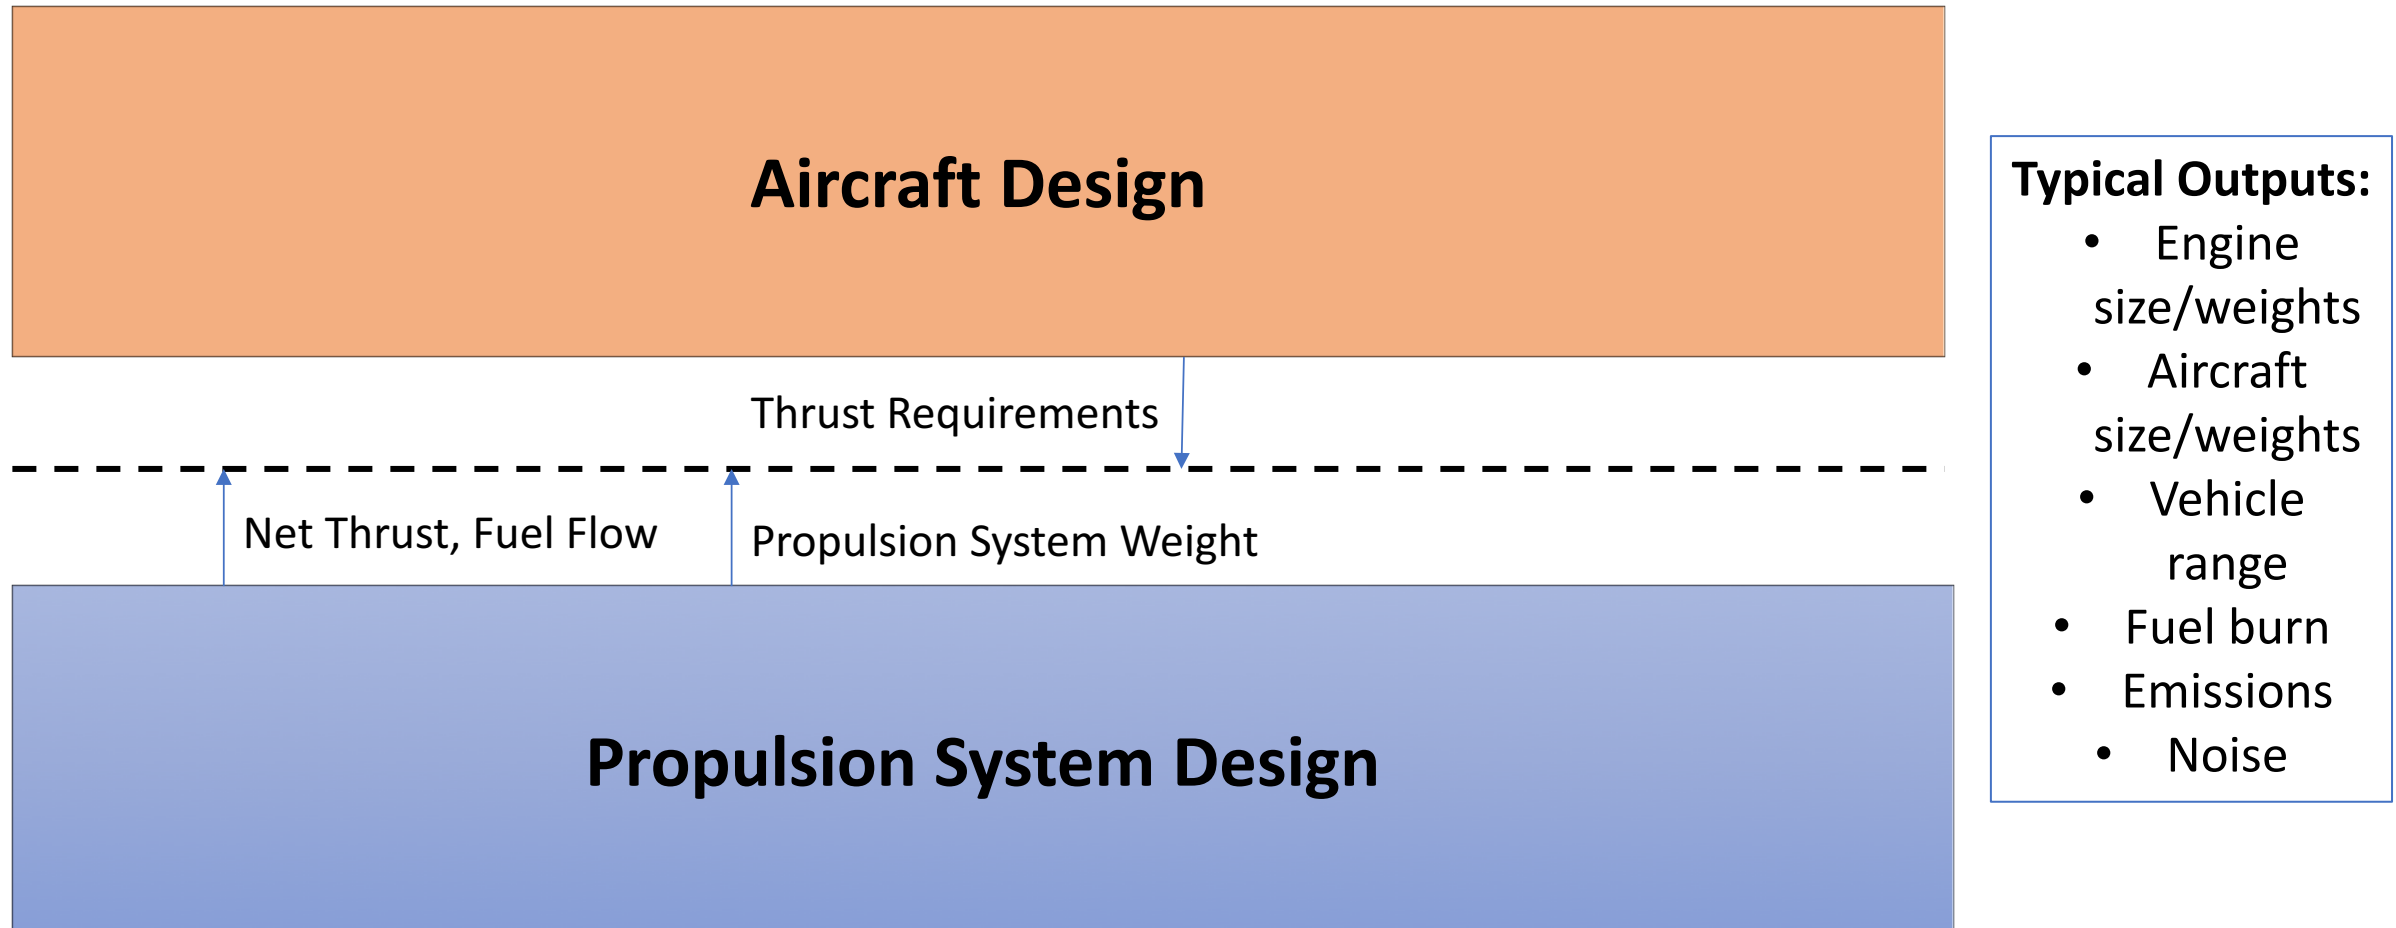 Aircraft Design
Thrust Requirements
Net Thrust, Fuel Flow
Propulsion System Weight
Propulsion System Design
Typical Outputs:
• Engine
size/weights
• Aircraft
size/weights
• Vehicle
range
• Fuel burn
• Emissions
• Noise